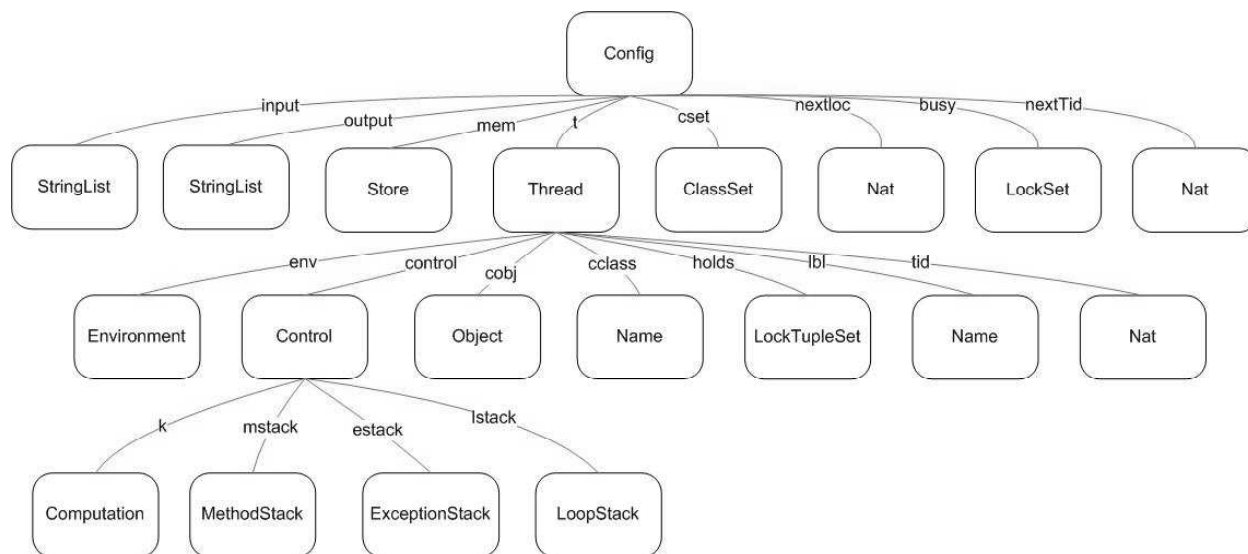 Config
input
output
mem
t
cset
nextloc
busy
nextTid
StringList
StringList
Store
Thread
ClassSet
Nat
LockSet
Nat
env
control
cobj
cclass
holds
lbl
tid
Environment
Control
Object
Name
LockTupleSet
Name
Nat
k
mstack
estack
lstack
Computation
MethodStack
ExceptionStack
LoopStack